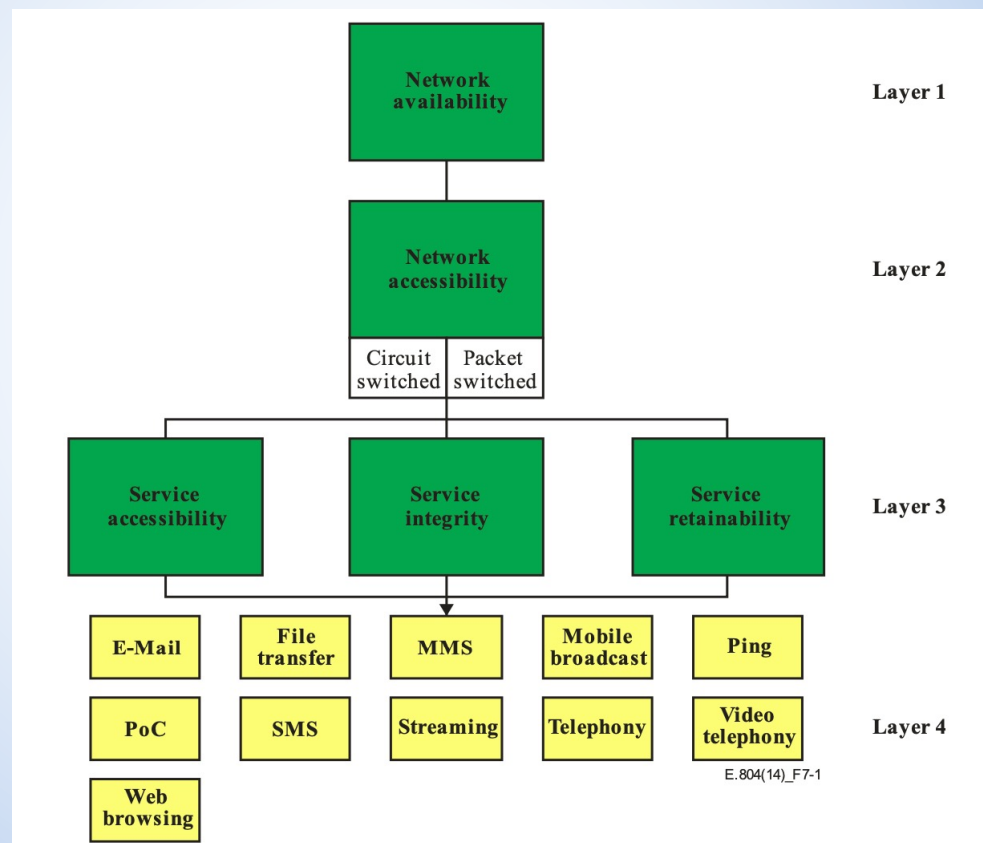 Network
availability
Layer 1
Network
accessibility
Layer 2
Circuit
switched
Packet
switched
Service
accessibility
Service
integrity
Service
retainability
Layer 3
E-Mail
File
transfer
MMS
Mobile
broadcast
Ping
PoC
SMS
Streaming
Telephony
Video
telephony
Layer 4
E.804(14)_F7-1
Web
browsing